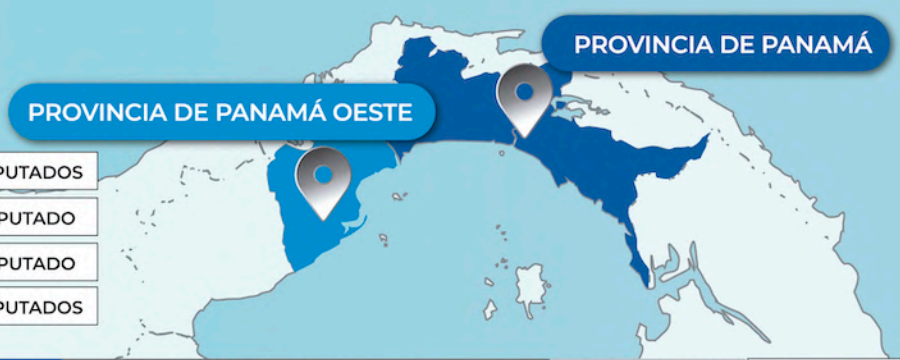 PROVINCIA DE PANAMÁ
PROVINCIA DE PANAMÁ OESTE
PUTADOS
PUTADO
PUTADO
PUTADOS